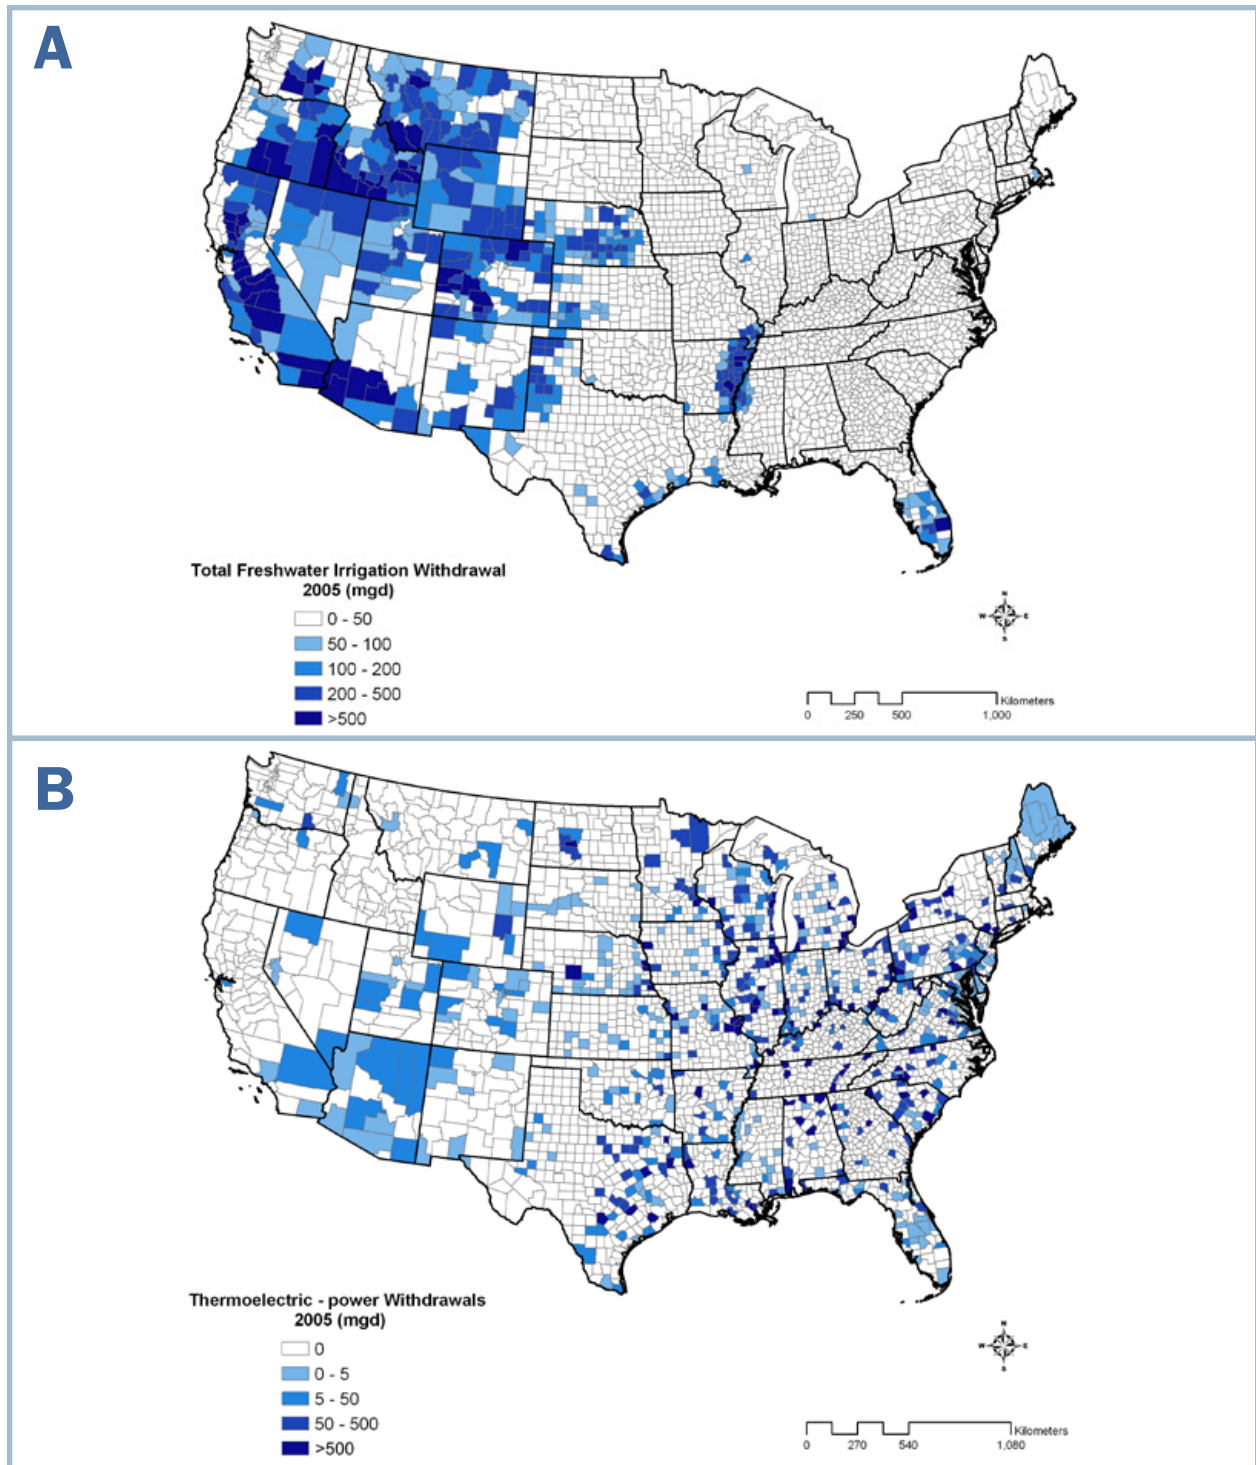 A
Total Freshwater Irrigation Withdrawal
2005 (mgd)
0 - 50
50 - 100
100 - 200
200 - 500
>500
N
W E
S
Kilometers
0 250 500 1,000
B
Thermoelectric - power Withdrawals
2005 (mgd)
0
0 - 5
5 - 50
50 - 500
>500
N
W E
S
Kilometers
0 270 540 1,080